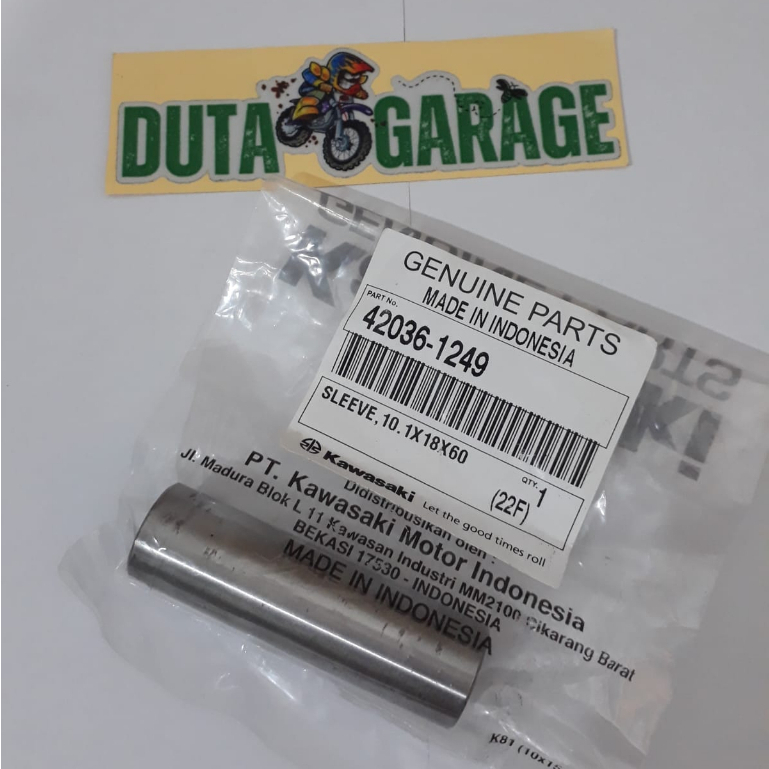 DUTA GARAGE
GENUINE PARTS
MADE IN INDONESIA
PART No.
42036-1249
SLEEVE, 10.1X18X60
QTY. 1
(22F)
Kawasaki Let the good times roll
Didistribusikan oleh :
PT. Kawasaki Motor Indonesia
Jl. Madura Blok L 11 Kawasan Industri MM2100 Cikarang Barat
BEKASI 17530 - INDONESIA
MADE IN INDONESIA